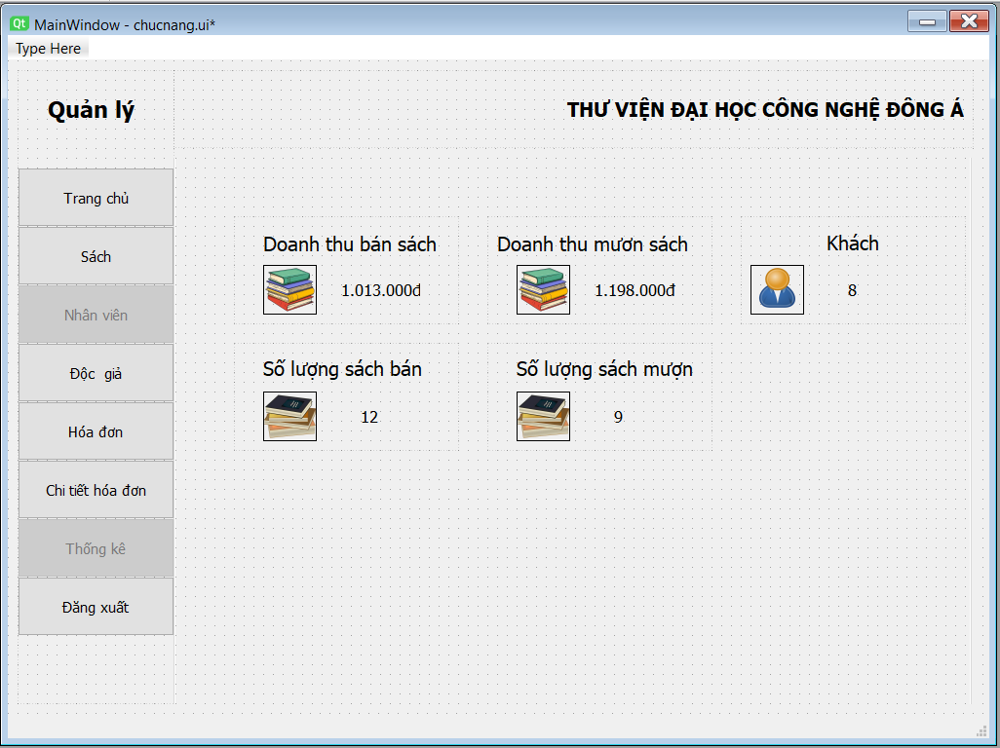 Qt MainWindow - chucnang.ui*
Type Here
Quản lý
THƯ VIỆN ĐẠI HỌC CÔNG NGHỆ ĐÔNG Á
Trang chủ
Sách
Nhân viên
Độc giả
Hóa đơn
Chi tiết hóa đơn
Thống kê
Đăng xuất
Doanh thu bán sách
1.013.000đ
Doanh thu mươn sách
1.198.000đ
Khách
8
Số lượng sách bán
12
Số lượng sách mượn
9